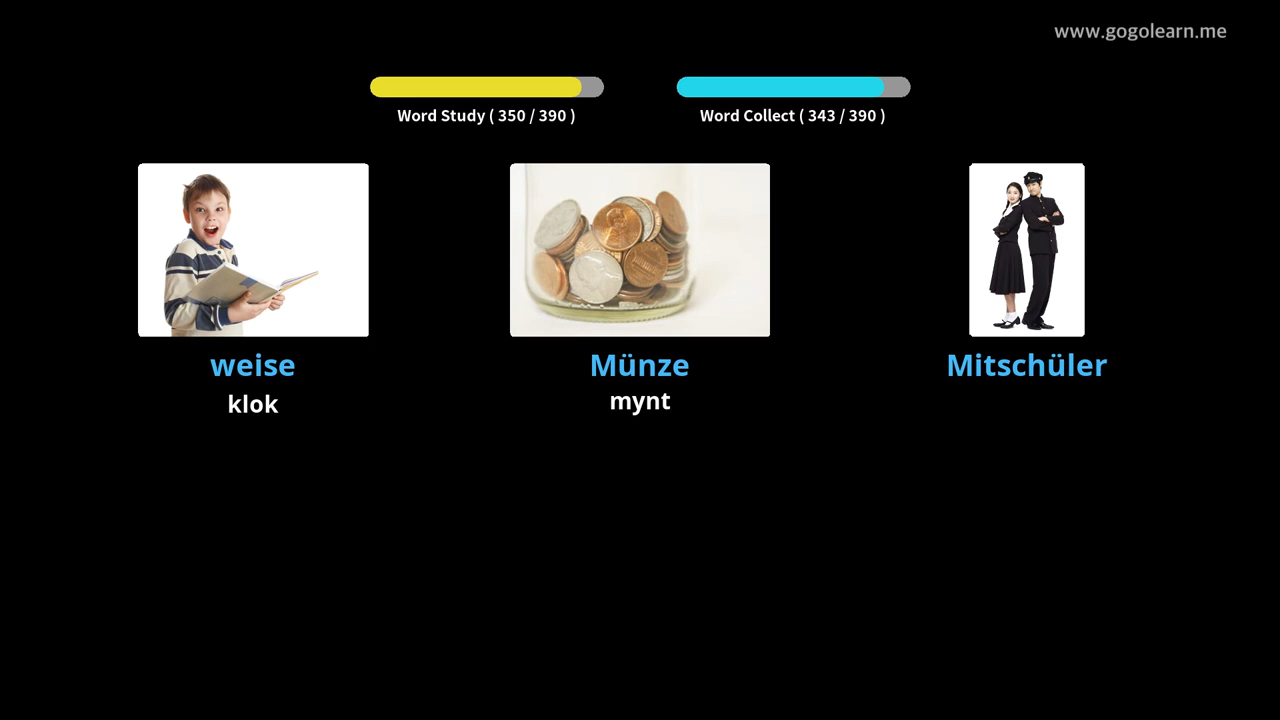 www.gogolearn.me
Word Study ( 350 / 390 )
Word Collect ( 343 / 390 )
weise
Münze
Mitschüler
klok
mynt